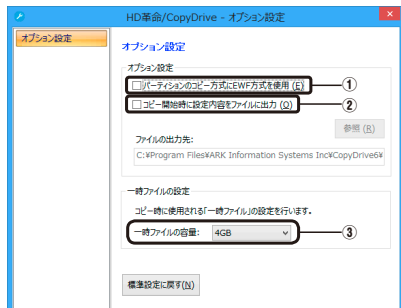 HD革命/CopyDrive - オプション設定
オプション設定
オプション設定
オプション設定
パーティションのコピー方式にEWF方式を使用 (E)
①
コピー開始時に設定内容をファイルに出力 (O)
②
参照 (R)
ファイルの出力先:
C:¥Program Files¥ARK Information Systems Inc¥CopyDrive6¥
一時ファイルの設定
コピー時に使用される「一時ファイル」の設定を行います。
一時ファイルの容量: 4GB
③
標準設定に戻す(N)